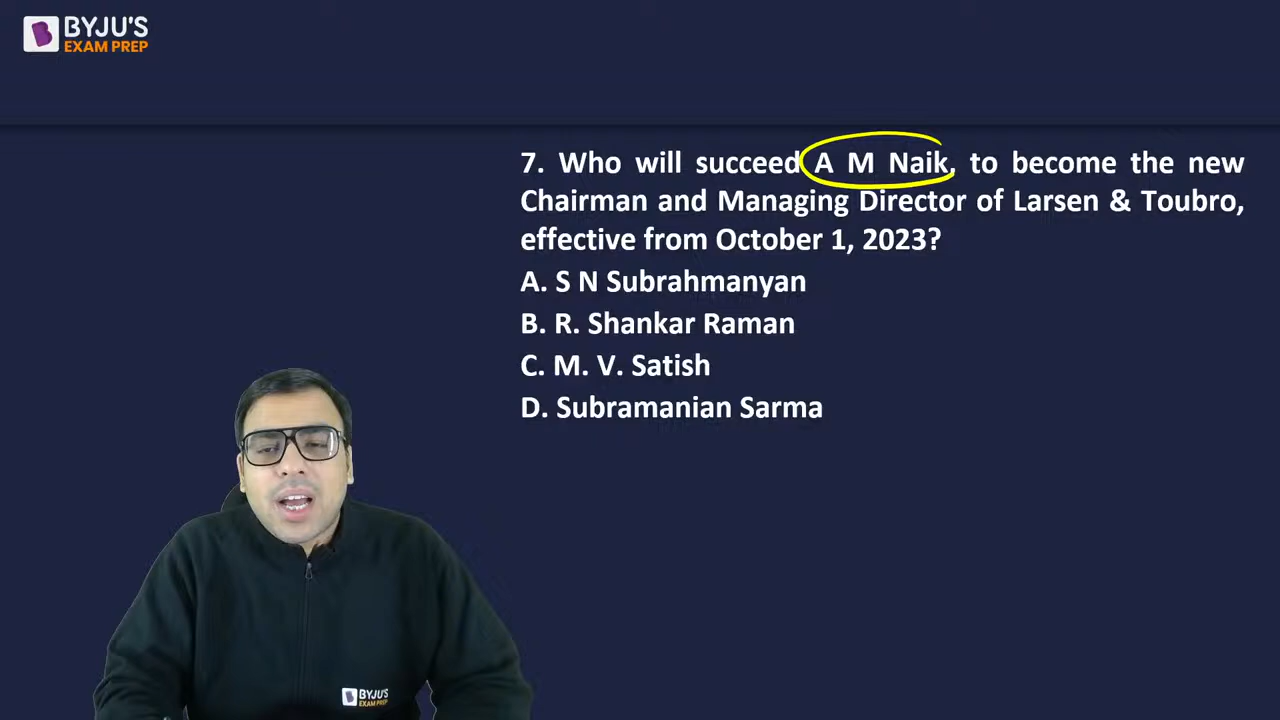 BYJU'S
EXAM PREP
7. Who will succeed A M Naik, to become the new
Chairman and Managing Director of Larsen & Toubro,
effective from October 1, 2023?
A. S N Subrahmanyan
B. R. Shankar Raman
C. M. V. Satish
D. Subramanian Sarma
BYJU'S
EXAM PREP